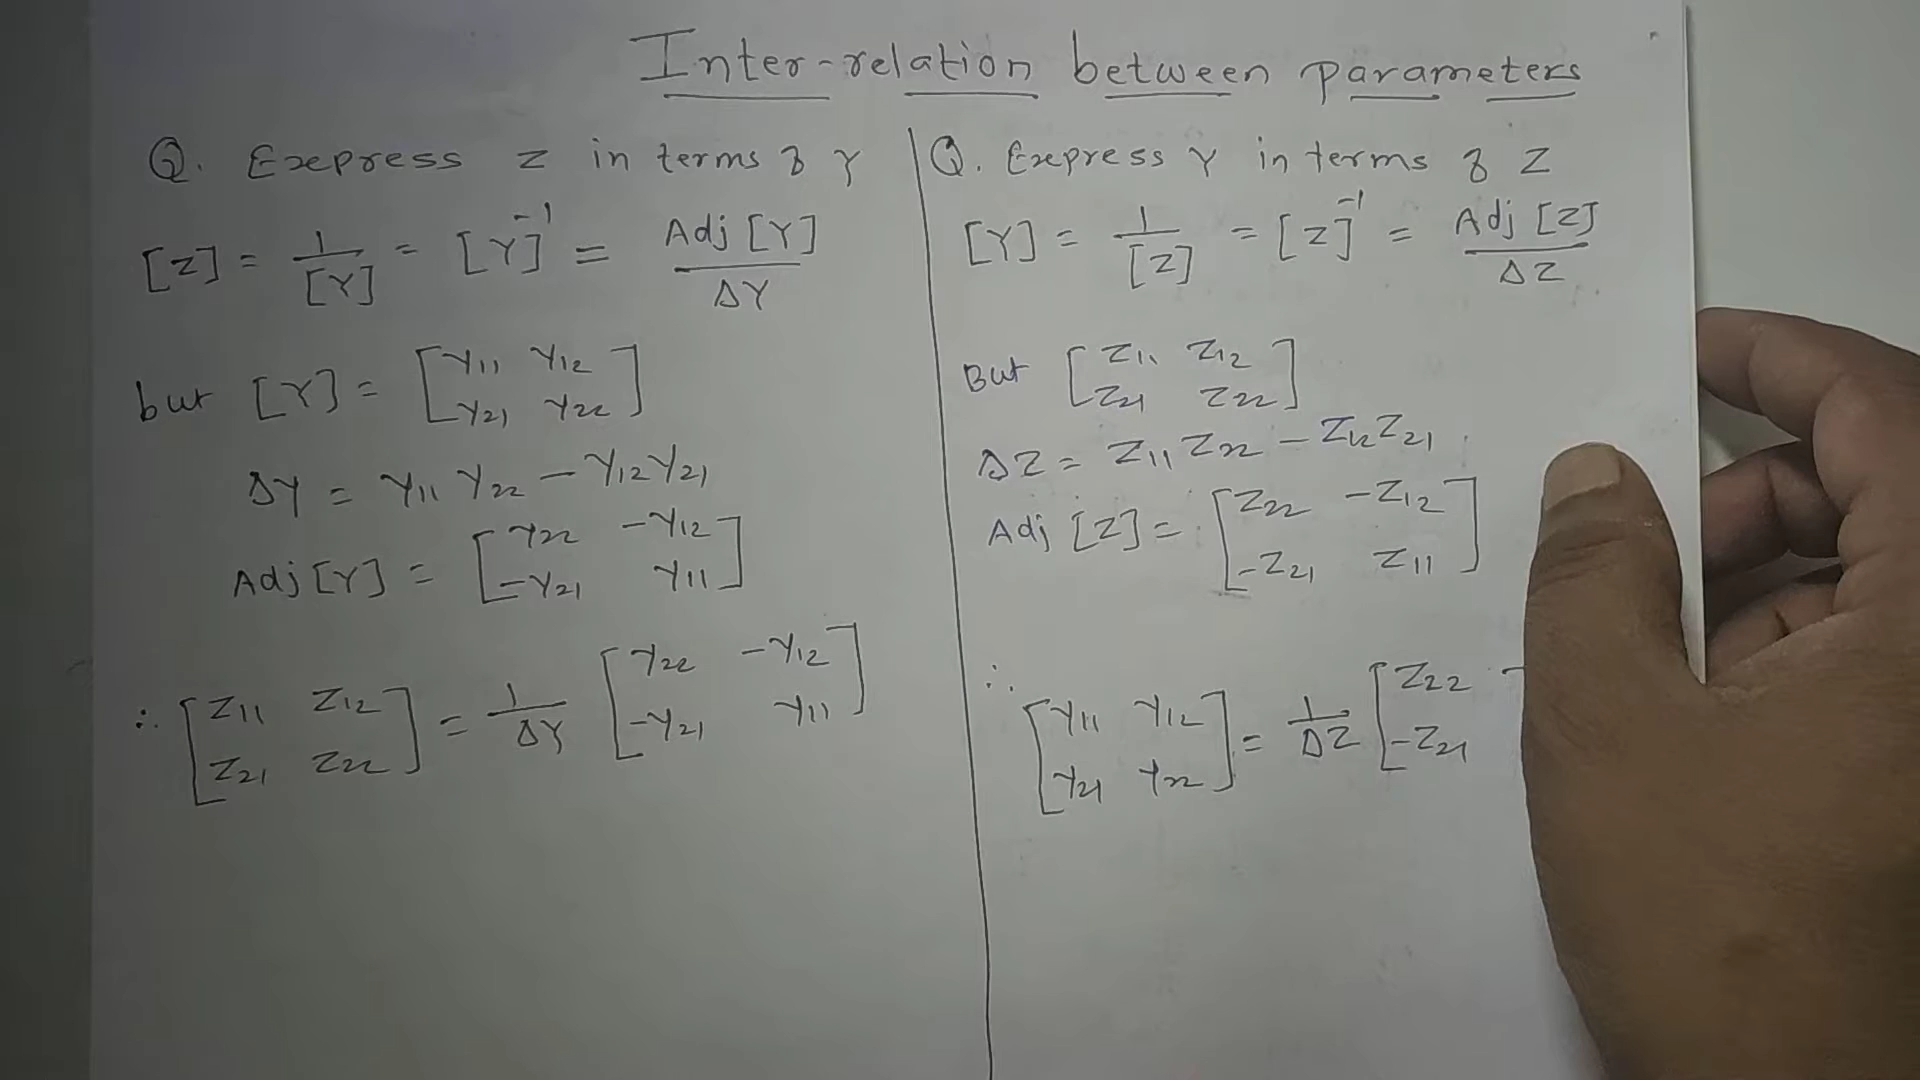 Inter-relation between parameters
Q. Express Z in terms of Y
[Z] = 1/[Y] = [Y]⁻¹ = Adj [Y]/ΔY
but [Y] = [Y11 Y12
Y21 Y22]
ΔY = Y11 Y22 - Y12 Y21
Adj [Y] = [Y22 -Y12
-Y21 Y11]
∴ [Z11 Z12
Z21 Z22] = 1/ΔY [Y22 -Y12
-Y21 Y11]
Q. Express Y in terms of Z
[Y] = 1/[Z] = [Z]⁻¹ = Adj [Z]/ΔZ
But [Z11 Z12
Z21 Z22]
ΔZ = Z11 Z22 - Z12 Z21
Adj [Z] = [Z22 -Z12
-Z21 Z11]
∴ [Y11 Y12
Y21 Y22] = 1/ΔZ [Z22 -
-Z21